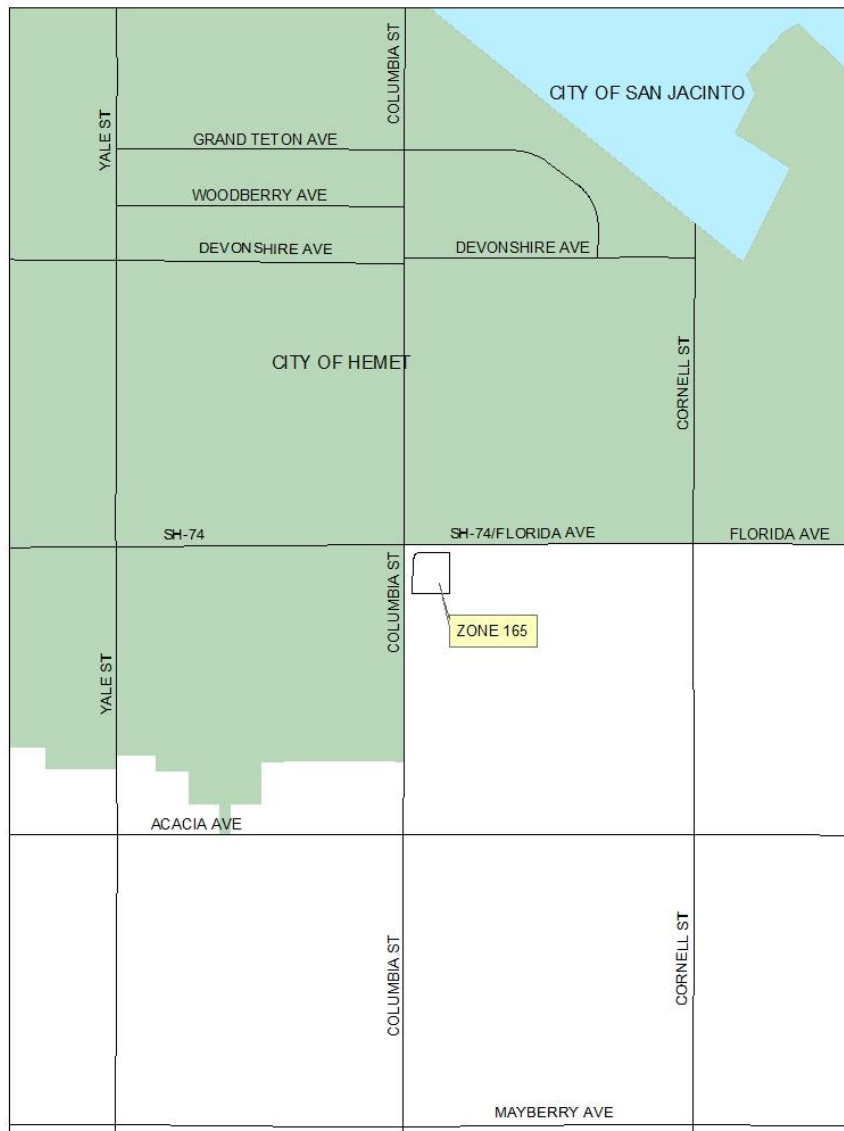 COLUMBIA ST
CITY OF SAN JACINTO
YALE ST
GRAND TETON AVE
WOODBERRY AVE
DEVONSHIRE AVE
DEVONSHIRE AVE
CITY OF HEMET
CORNELL ST
SH-74
SH-74/FLORIDA AVE
FLORIDA AVE
COLUMBIA ST
ZONE 165
YALE ST
ACACIA AVE
COLUMBIA ST
CORNELL ST
MAYBERRY AVE